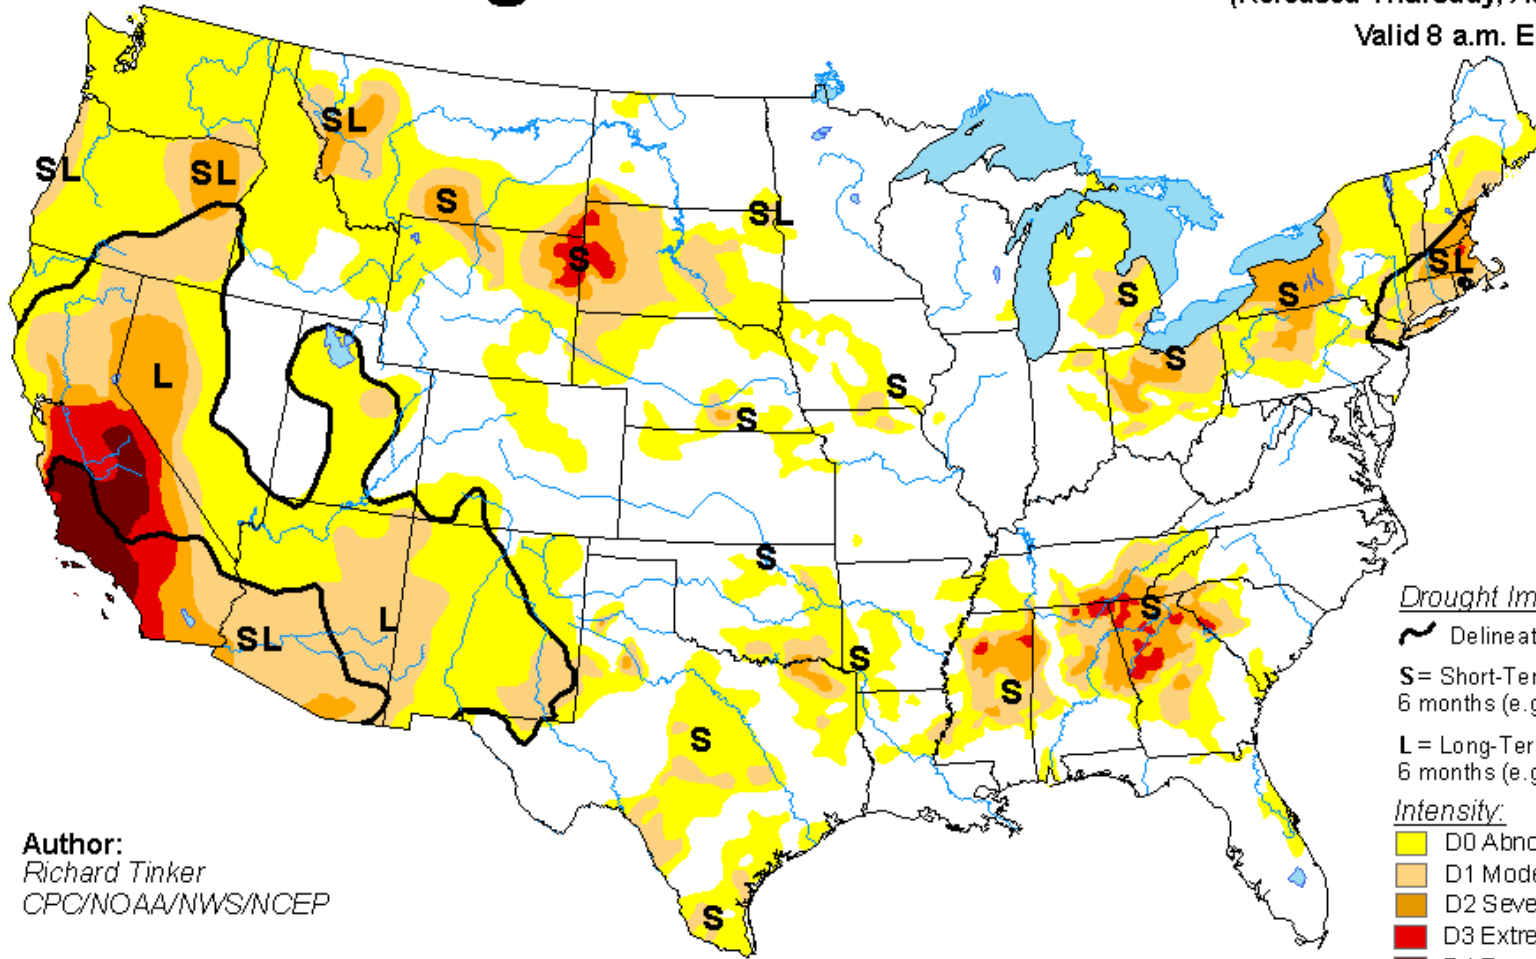 Valid 8 a.m. E
SL
SL
SL
S
SL
S
S
S
SL
S
L
S
S
S
S
L
SL
S
S
S
S
S
Drought Im
Delineat
S = Short-Ter
6 months (e.g
L = Long-Ter
6 months (e.g
Intensity:
D0 Abno
D1 Mode
D2 Seve
D3 Extre
Author:
Richard Tinker
CPC/NOAA/NWS/NCEP